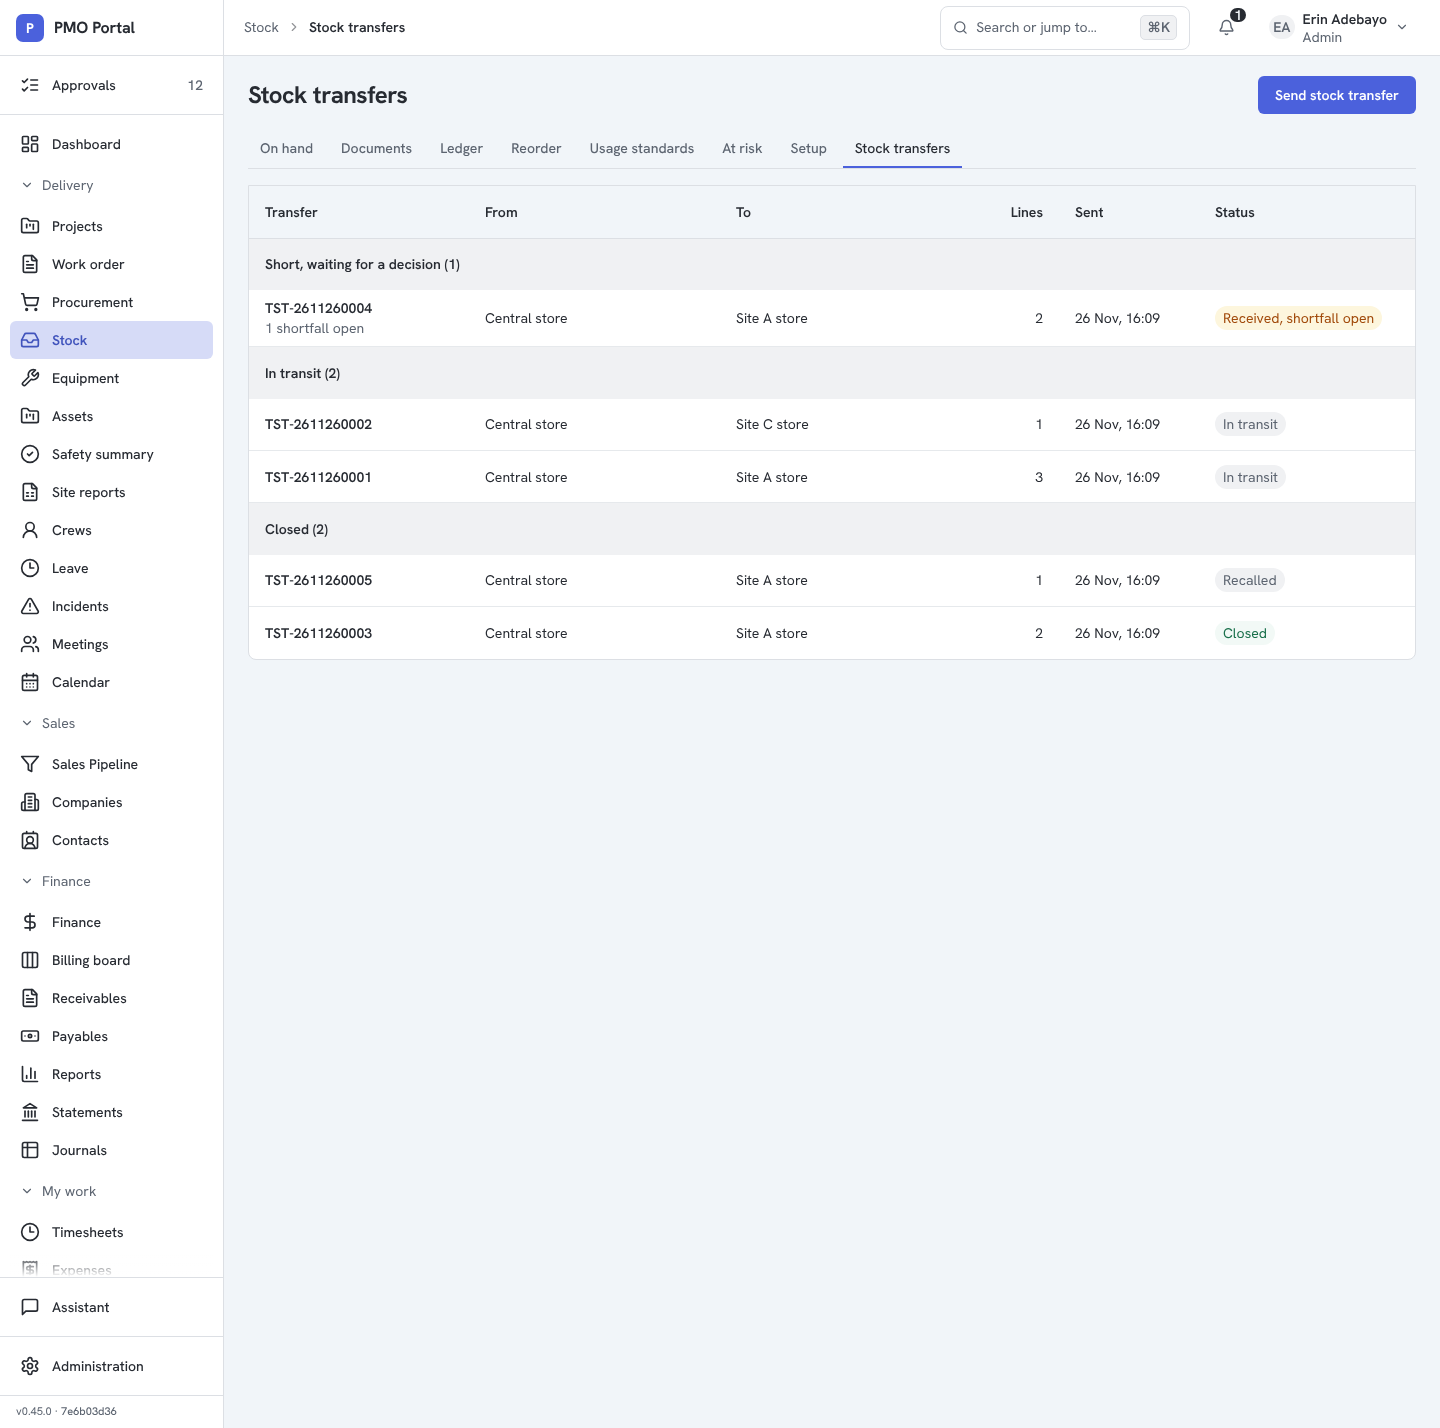 P PMO Portal
Stock > Stock transfers
Search or jump to... ⌘K
1
EA Erin Adebayo
Admin
Approvals 12
Dashboard
Delivery
Projects
Work order
Procurement
Stock
Equipment
Assets
Safety summary
Site reports
Crews
Leave
Incidents
Meetings
Calendar
Sales
Sales Pipeline
Companies
Contacts
Finance
Finance
Billing board
Receivables
Payables
Reports
Statements
Journals
My work
Timesheets
Expenses
Assistant
Administration
v0.45.0 · 7e6b03d36
Stock transfers
Send stock transfer
On hand Documents Ledger Reorder Usage standards At risk Setup Stock transfers
Transfer From To Lines Sent Status
Short, waiting for a decision (1)
TST-2611260004 Central store Site A store 2 26 Nov, 16:09 Received, shortfall open
1 shortfall open
In transit (2)
TST-2611260002 Central store Site C store 1 26 Nov, 16:09 In transit
TST-2611260001 Central store Site A store 3 26 Nov, 16:09 In transit
Closed (2)
TST-2611260005 Central store Site A store 1 26 Nov, 16:09 Recalled
TST-2611260003 Central store Site A store 2 26 Nov, 16:09 Closed